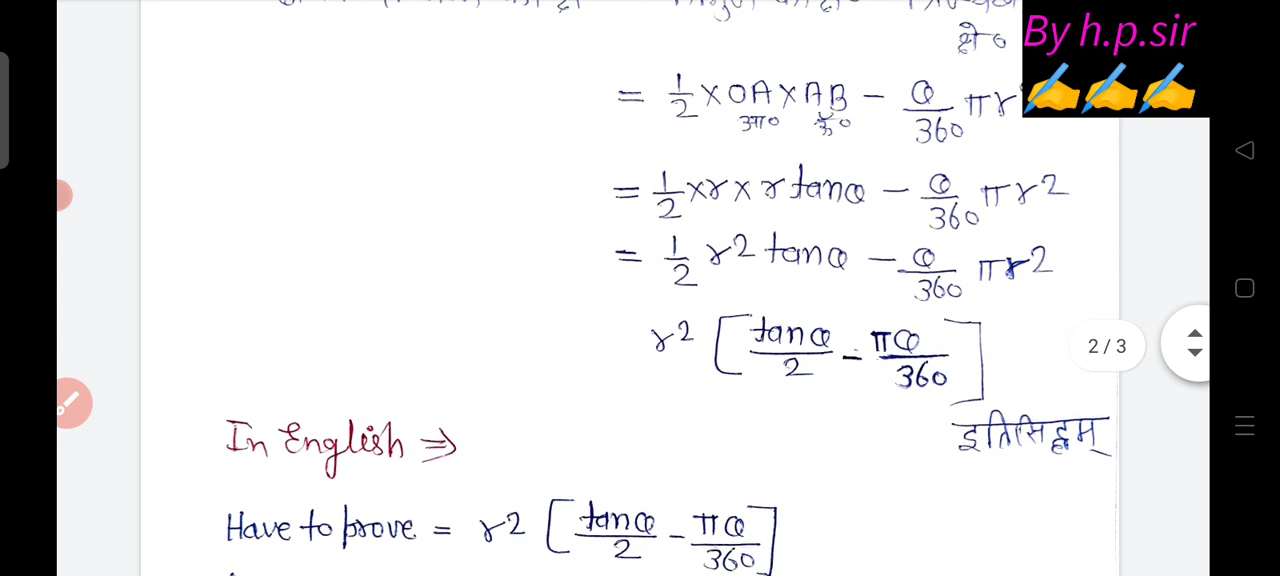 क्षे०
By h.p.sir
= 1/2 × OA × AB − θ/360 πr
आ० ऊँ०
= 1/2 × r × r tanθ − θ/360 πr2
= 1/2 r2 tanθ − θ/360 πr2
r2 [tanθ/2 − πθ/360]
2/3
इतिसिद्धम्
In English ⇒
Have to prove = r2 [tanθ/2 − πθ/360]